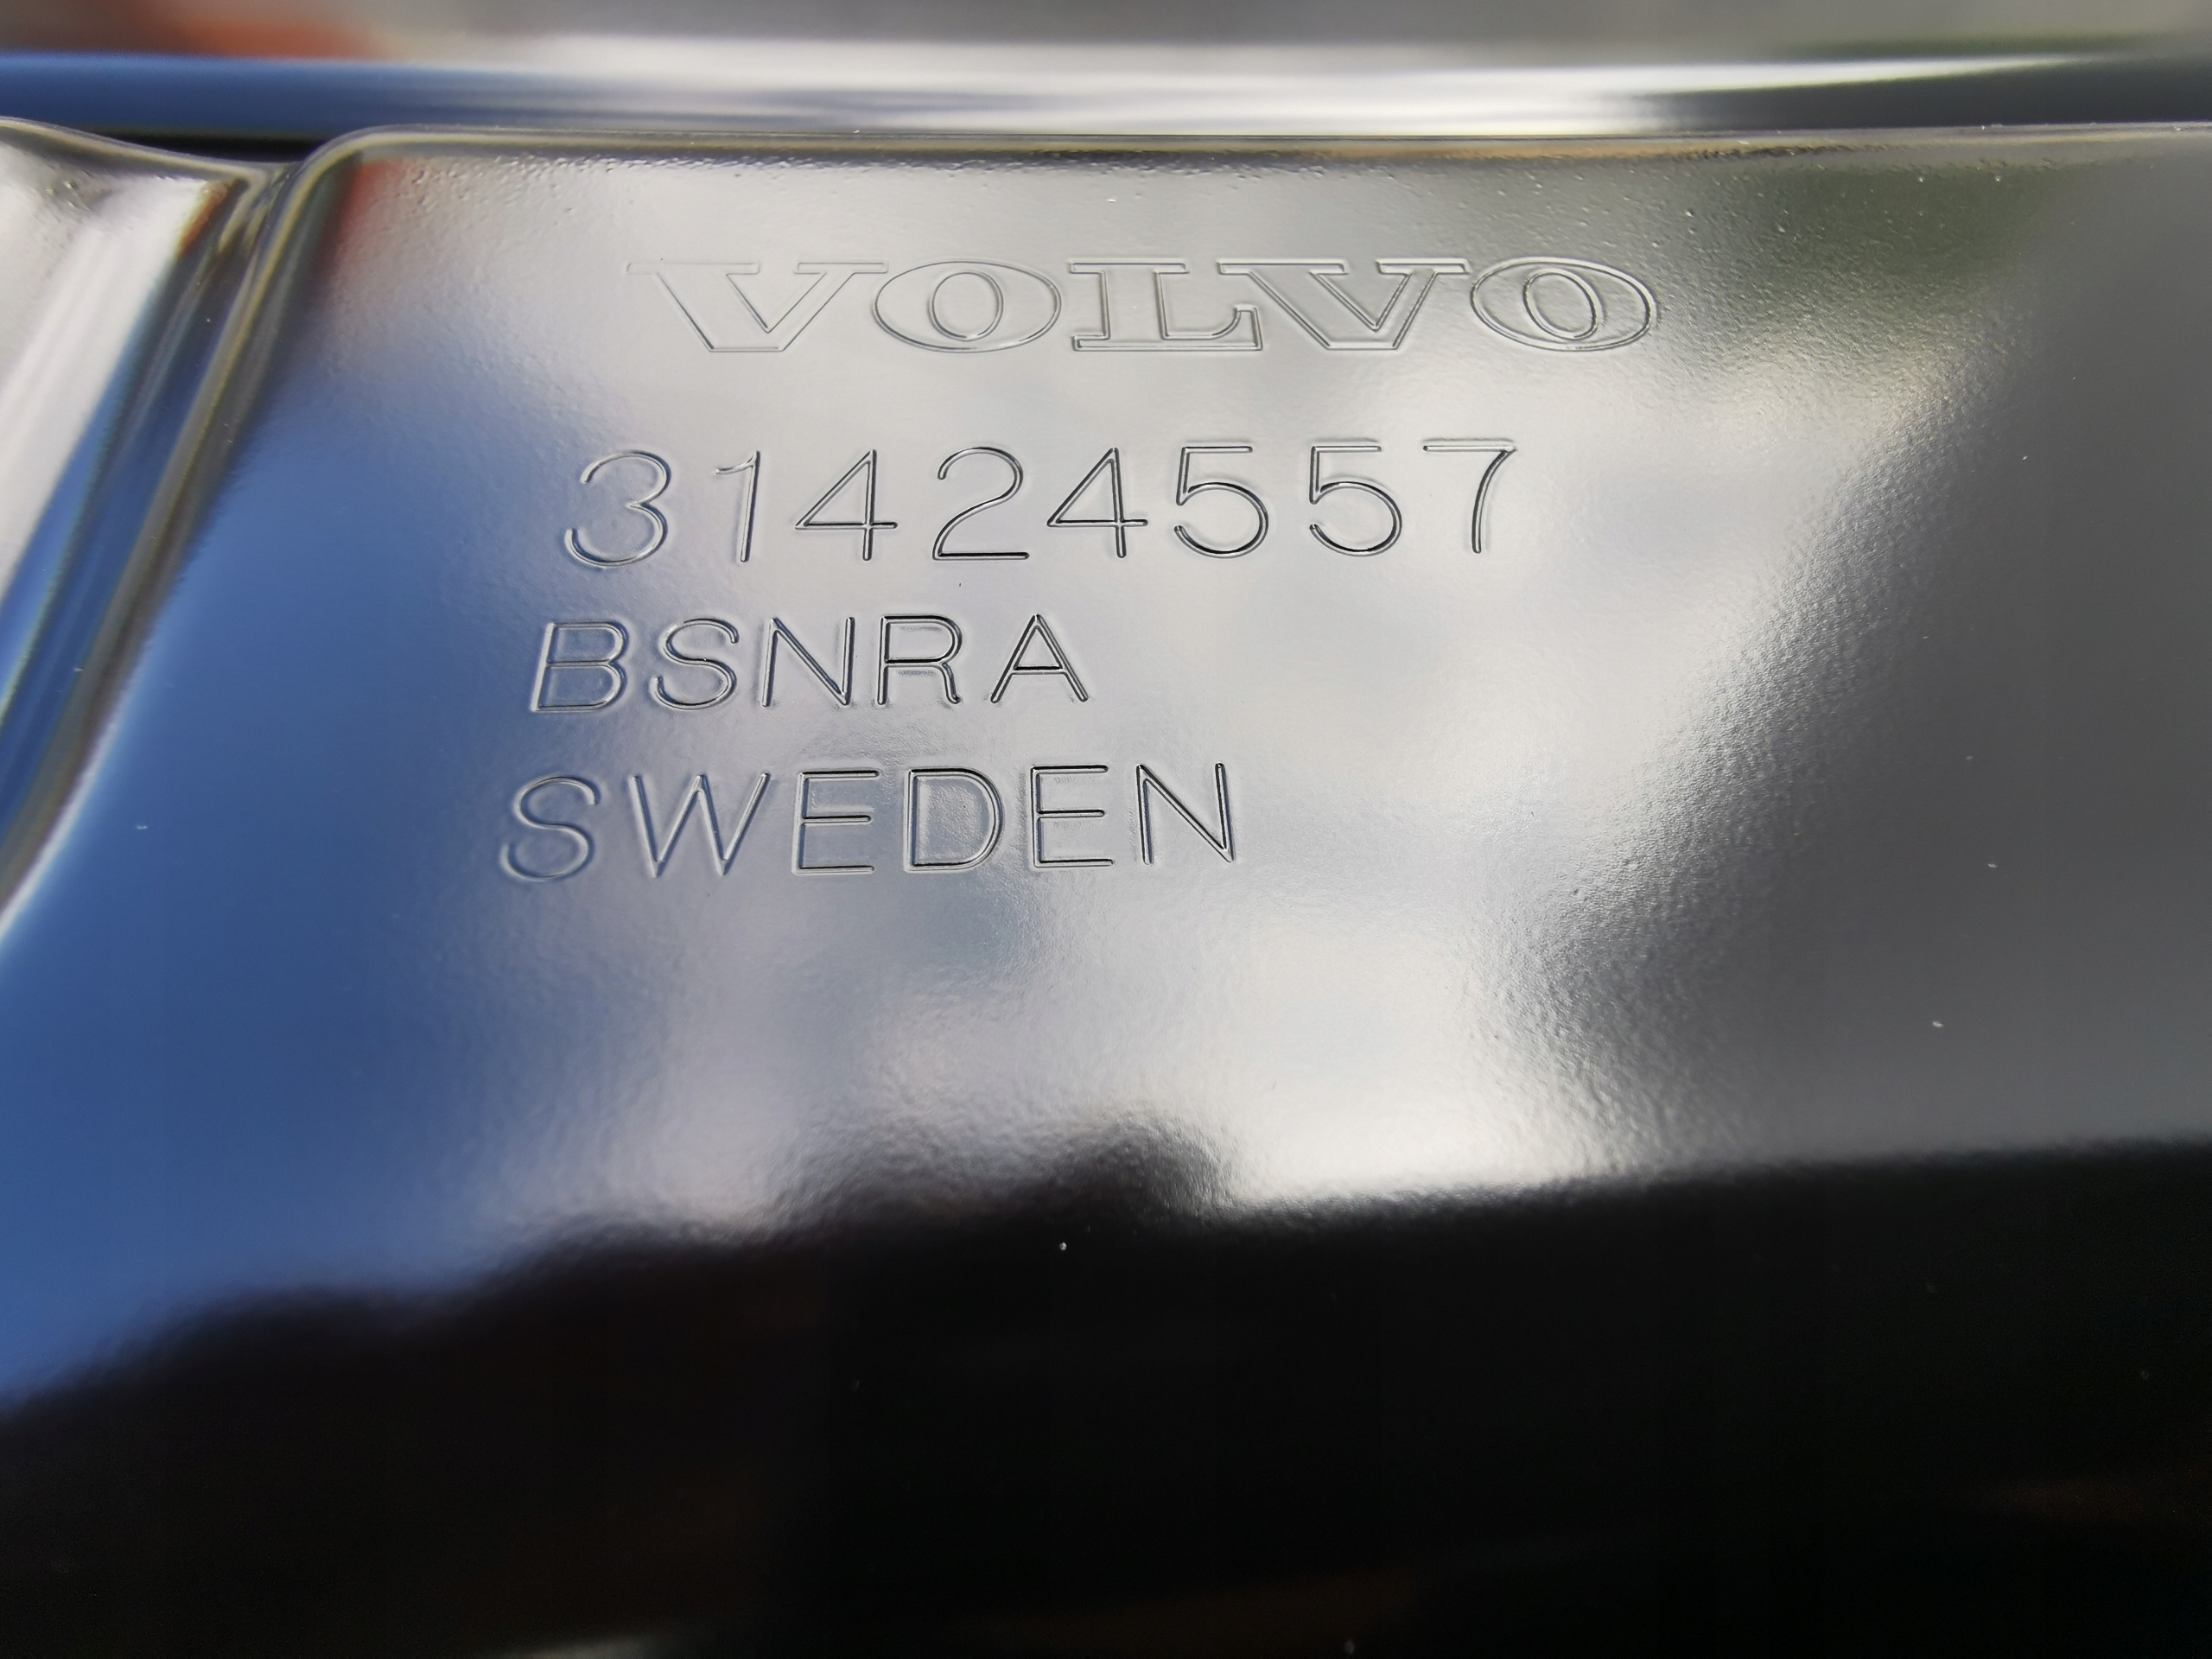 VOLVO
31424557
BSNRA
SWEDEN